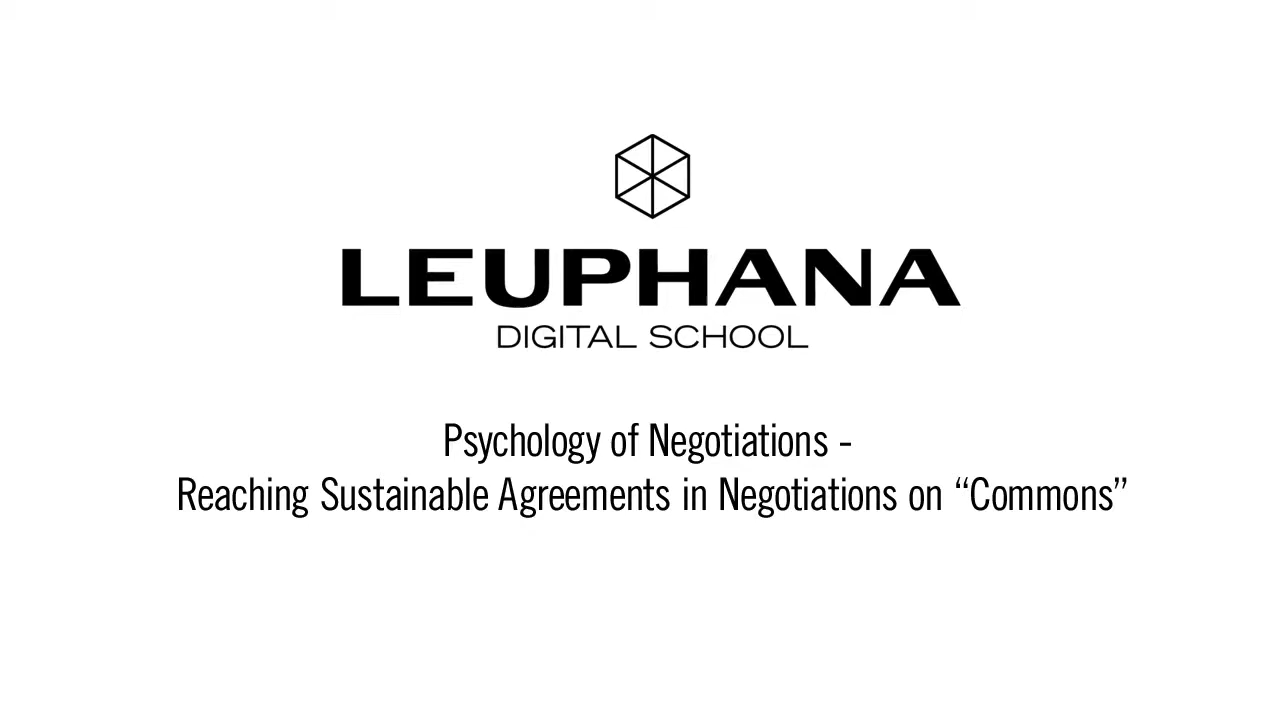 LEUPHANA
DIGITAL SCHOOL
Psychology of Negotiations -
Reaching Sustainable Agreements in Negotiations on “Commons”